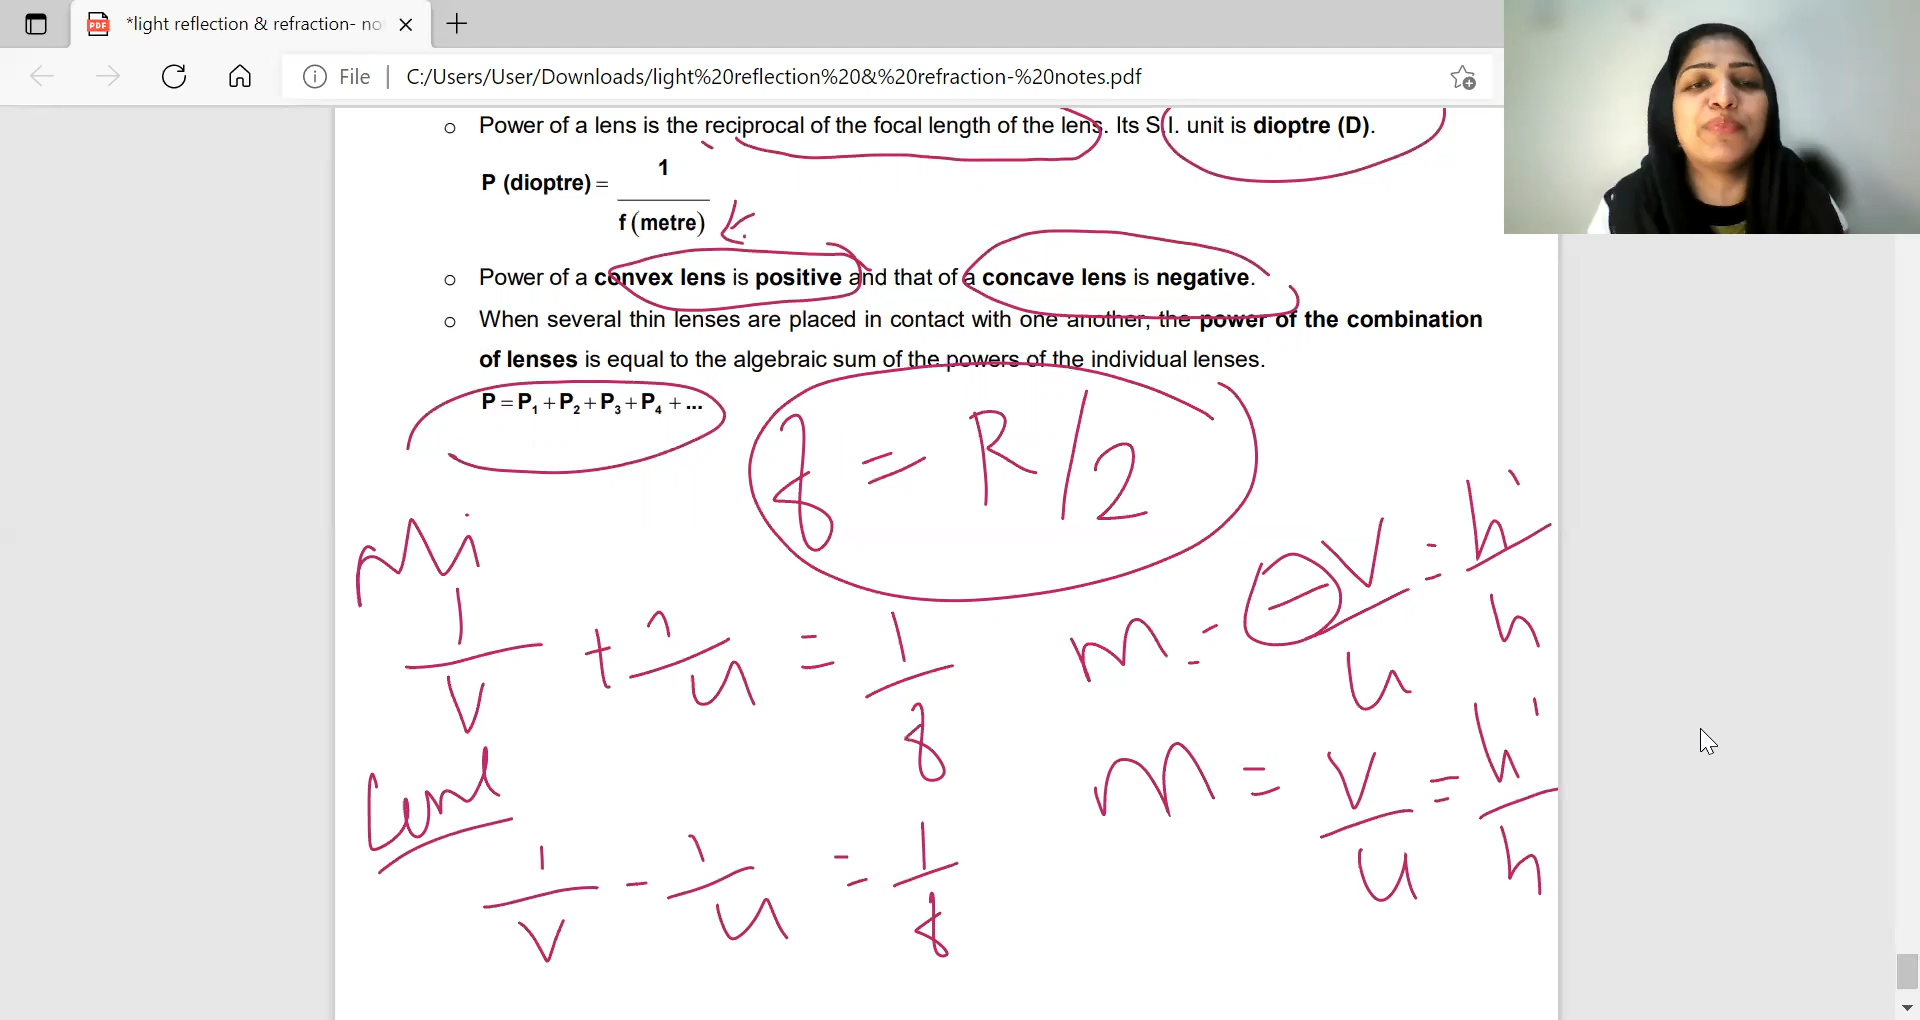 *light reflection & refraction- no
File C:/Users/User/Downloads/light%20reflection%20&%20refraction-%20notes.pdf
○ Power of a lens is the reciprocal of the focal length of the lens. Its S.I. unit is dioptre (D).
P (dioptre) = 1 / f (metre)
○ Power of a convex lens is positive and that of a concave lens is negative.
○ When several thin lenses are placed in contact with one another, the power of the combination
of lenses is equal to the algebraic sum of the powers of the individual lenses.
P = P₁ + P₂ + P₃ + P₄ + ...
f = R/2
Mi
1/v + 1/u = 1/f
m = -v/u = h'/h
Lens
1/v - 1/u = 1/f
m = v/u = h'/h